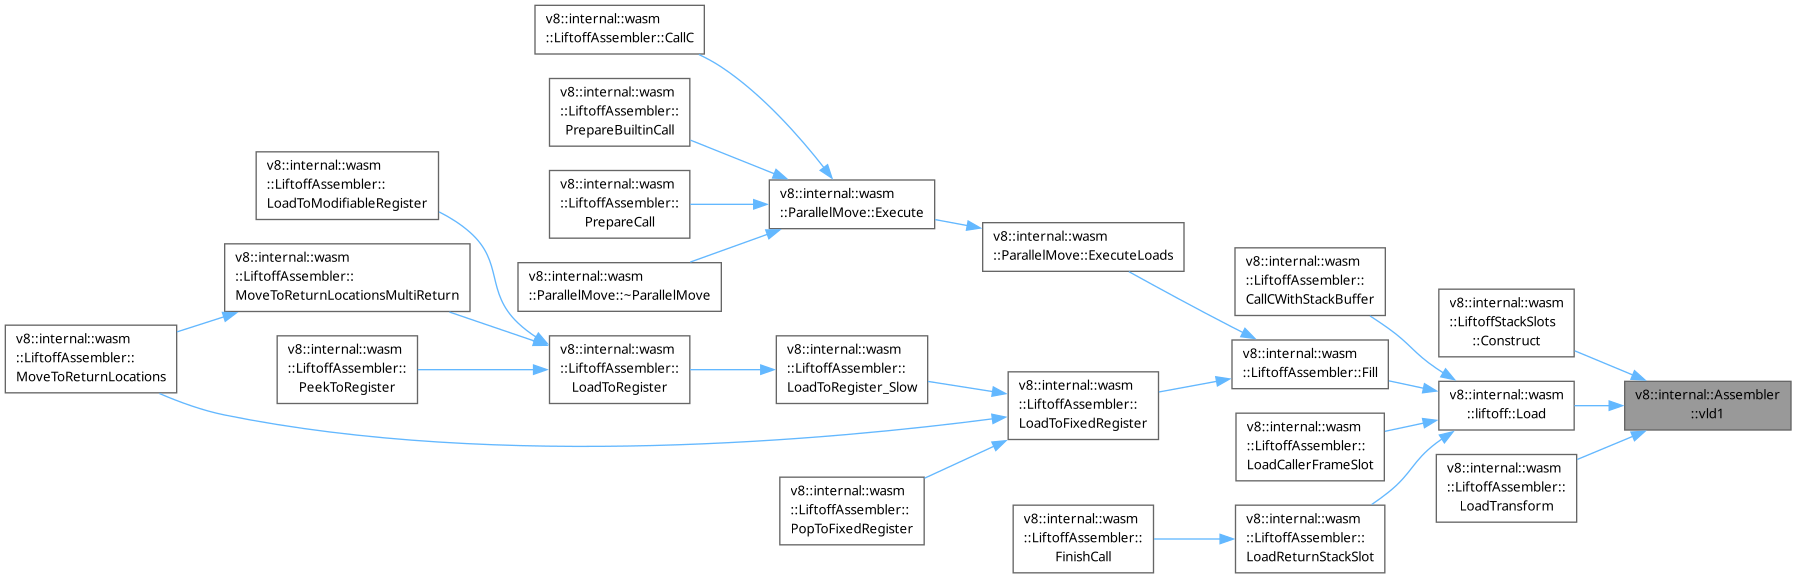 v8::internal::wasm
::LiftoffAssembler::CallC
v8::internal::wasm
::LiftoffAssembler::
PrepareBuiltinCall
v8::internal::wasm
::LiftoffAssembler::
LoadToModifiableRegister
v8::internal::wasm
::LiftoffAssembler::
PrepareCall
v8::internal::wasm
::ParallelMove::Execute
v8::internal::wasm
::ParallelMove::ExecuteLoads
v8::internal::wasm
::LiftoffAssembler::
MoveToReturnLocationsMultiReturn
v8::internal::wasm
::ParallelMove::~ParallelMove
v8::internal::wasm
::LiftoffAssembler::
CallCWithStackBuffer
v8::internal::wasm
::LiftoffStackSlots
::Construct
v8::internal::wasm
::LiftoffAssembler::
MoveToReturnLocations
v8::internal::wasm
::LiftoffAssembler::
PeekToRegister
v8::internal::wasm
::LiftoffAssembler::
LoadToRegister
v8::internal::wasm
::LiftoffAssembler::
LoadToRegister_Slow
v8::internal::wasm
::LiftoffAssembler::Fill
v8::internal::wasm
::LiftoffAssembler::
LoadToFixedRegister
v8::internal::wasm
::liftoff::Load
v8::internal::Assembler
::vld1
v8::internal::wasm
::LiftoffAssembler::
LoadCallerFrameSlot
v8::internal::wasm
::LiftoffAssembler::
LoadTransform
v8::internal::wasm
::LiftoffAssembler::
PopToFixedRegister
v8::internal::wasm
::LiftoffAssembler::
FinishCall
v8::internal::wasm
::LiftoffAssembler::
LoadReturnStackSlot